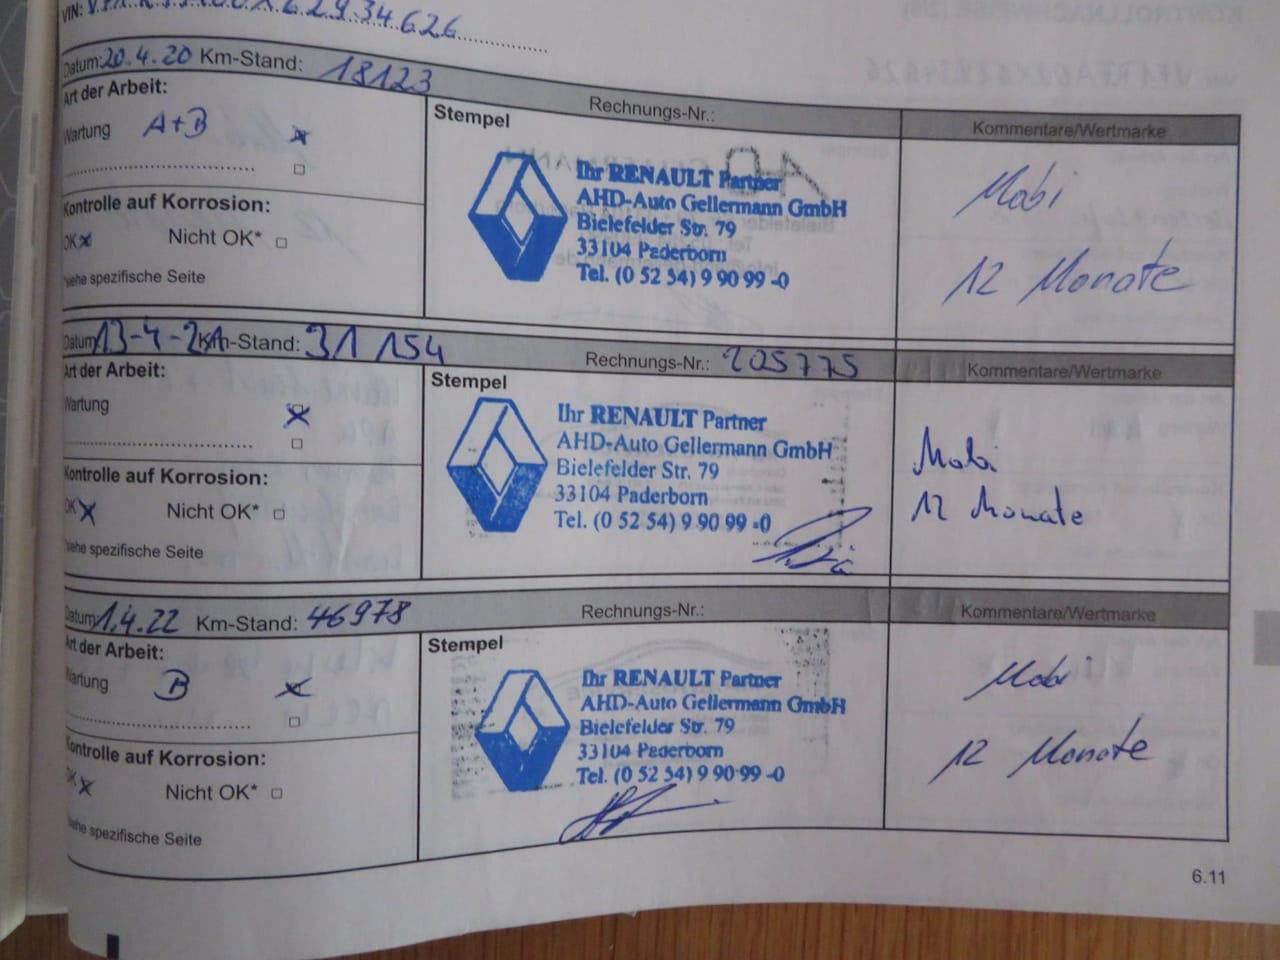 VIN: 62934626
Datum: 20.4.20 Km-Stand: 18123 Rechnungs-Nr.: Kommentare/Wertmarke
Art der Arbeit:
Wartung A+B
Stempel
Ihr RENAULT Partner
AHD-Auto Gellermann GmbH
Bielefelder Str. 79
33104 Paderborn
Tel. (0 52 54) 9 90 99 -0
Mobi
12 Monate
Kontrolle auf Korrosion:
OK Nicht OK*
*siehe spezifische Seite
Datum 13-4-21 Km-Stand: 31 154 Rechnungs-Nr.: 205775 Kommentare/Wertmarke
Art der Arbeit:
Wartung
Stempel
Ihr RENAULT Partner
AHD-Auto Gellermann GmbH
Bielefelder Str. 79
33104 Paderborn
Tel. (0 52 54) 9 90 99 -0
Mobi
12 Monate
Kontrolle auf Korrosion:
OK Nicht OK*
*siehe spezifische Seite
Datum 1.4.22 Km-Stand: 46978 Rechnungs-Nr.: Kommentare/Wertmarke
Art der Arbeit:
Wartung B
Stempel
Ihr RENAULT Partner
AHD-Auto Gellermann GmbH
Bielefelder Str. 79
33104 Paderborn
Tel. (0 52 54) 9 90 99 -0
Mobi
12 Monate
Kontrolle auf Korrosion:
OK Nicht OK*
*siehe spezifische Seite
6.11